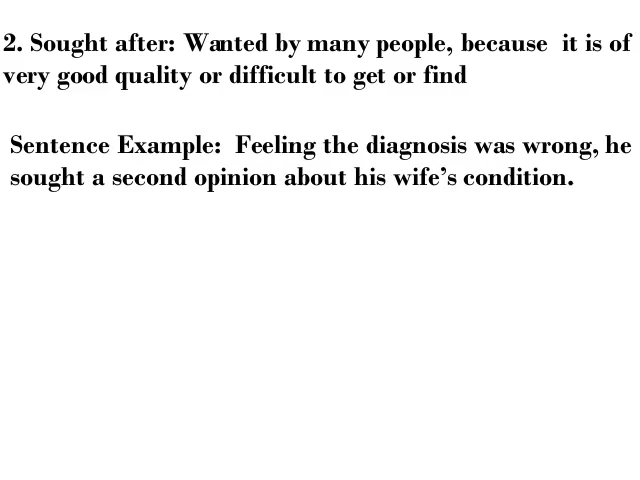 2. Sought after: Wanted by many people, because  it is of
very good quality or difficult to get or find
Sentence Example:  Feeling the diagnosis was wrong, he
sought a second opinion about his wife’s condition.